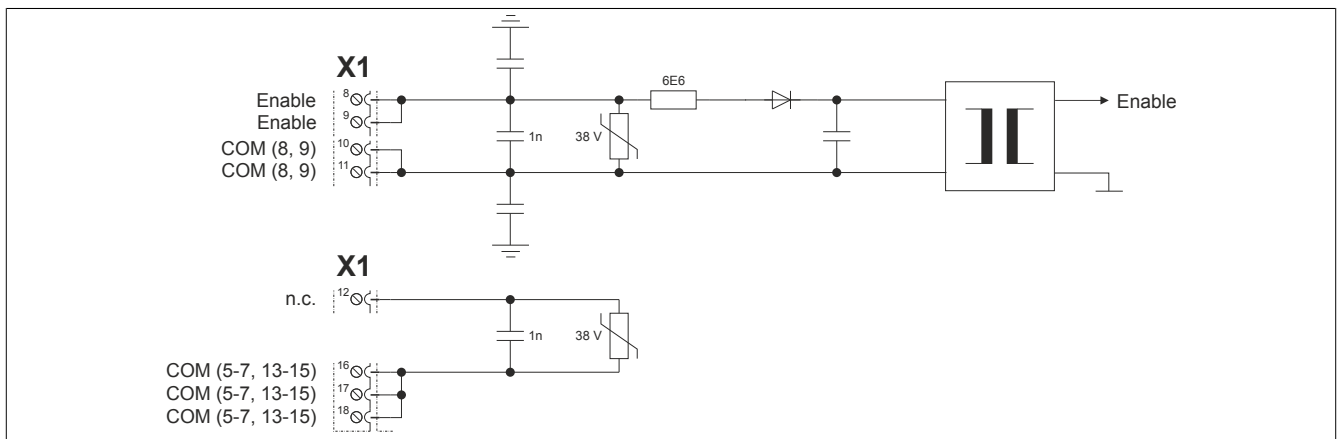 X1
6E6
8
Enable
Enable
9
Enable
10
COM (8, 9)
1n
38 V
11
COM (8, 9)
X1
12
n.c.
1n
38 V
16
COM (5-7, 13-15)
17
COM (5-7, 13-15)
18
COM (5-7, 13-15)